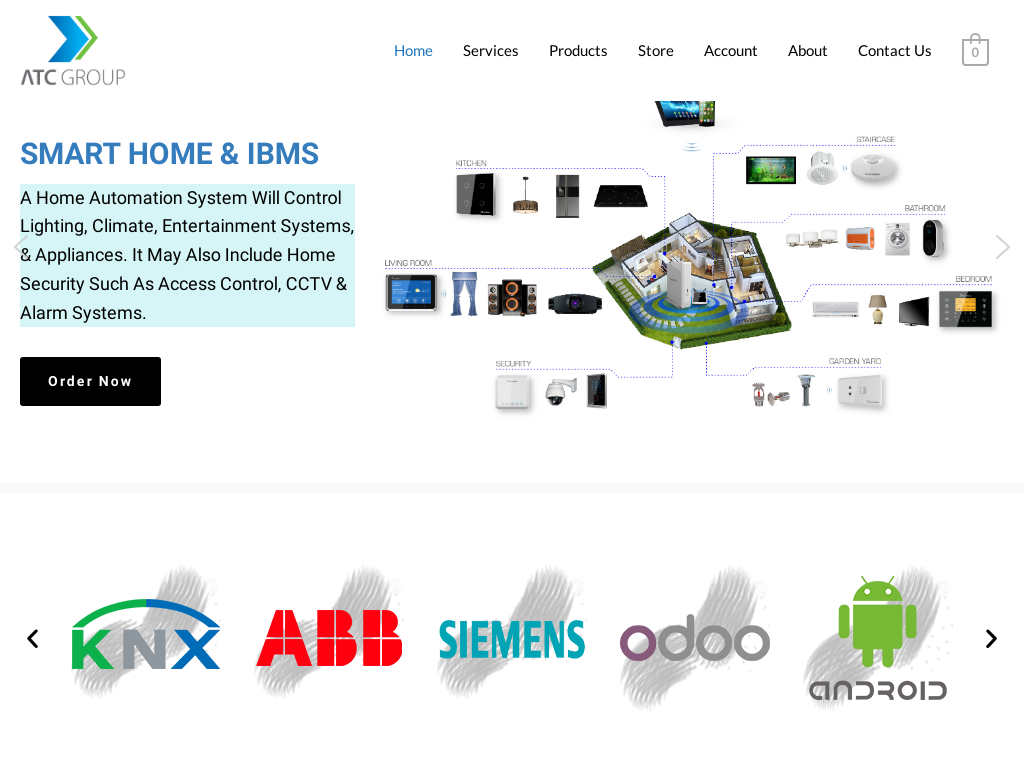 ATC GROUP
Home Services Products Store Account About Contact Us 0
SMART HOME & IBMS
A Home Automation System Will Control
Lighting, Climate, Entertainment Systems,
& Appliances. It May Also Include Home
Security Such As Access Control, CCTV &
Alarm Systems.
Order Now
STAIRCASE
KITCHEN
BATHROOM
LIVING ROOM
BEDROOM
SECURITY
GARDEN YARD
KNX ABB SIEMENS odoo ANDROID